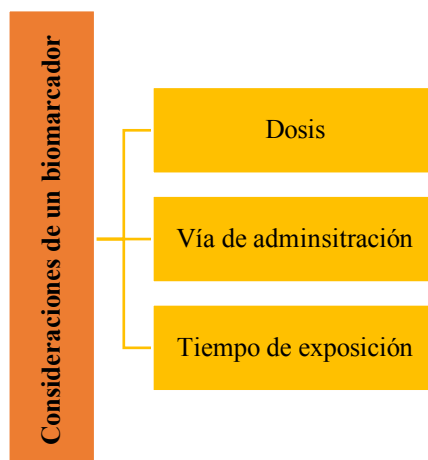 Consideraciones de un biomarcador
Dosis
Vía de adminsitración
Tiempo de exposición